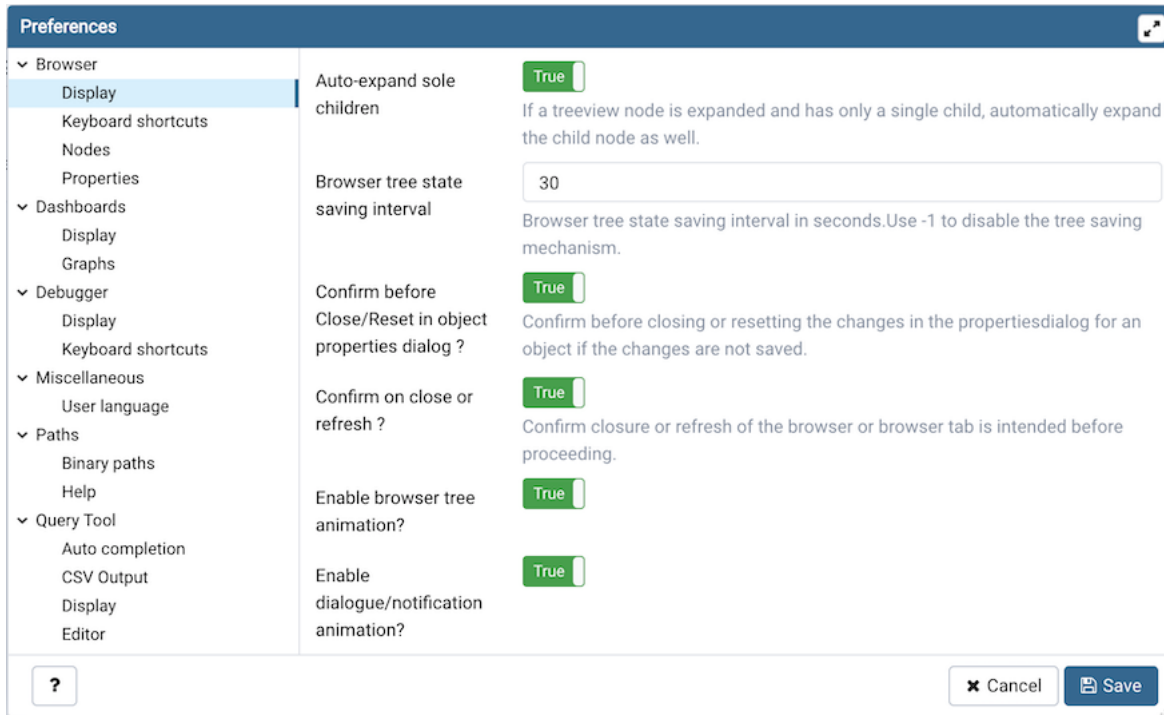 Preferences
Browser
Display
Keyboard shortcuts
Nodes
Properties
Dashboards
Display
Graphs
Debugger
Display
Keyboard shortcuts
Miscellaneous
User language
Paths
Binary paths
Help
Query Tool
Auto completion
CSV Output
Display
Editor
Auto-expand sole
children
True
If a treeview node is expanded and has only a single child, automatically expand
the child node as well.
Browser tree state
saving interval
30
Browser tree state saving interval in seconds.Use -1 to disable the tree saving
mechanism.
Confirm before
Close/Reset in object
properties dialog ?
True
Confirm before closing or resetting the changes in the propertiesdialog for an
object if the changes are not saved.
Confirm on close or
refresh ?
True
Confirm closure or refresh of the browser or browser tab is intended before
proceeding.
Enable browser tree
animation?
True
Enable
dialogue/notification
animation?
True
?
Cancel
Save